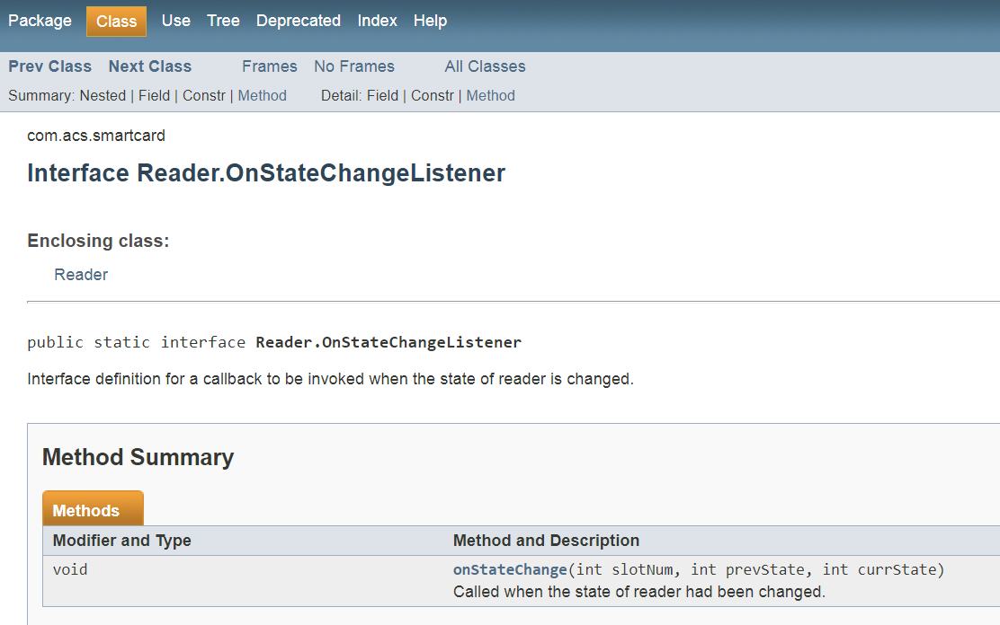 Package Class Use Tree Deprecated Index Help
Prev Class Next Class Frames No Frames All Classes
Summary: Nested | Field | Constr | Method Detail: Field | Constr | Method
com.acs.smartcard
Interface Reader.OnStateChangeListener
Enclosing class:
Reader
public static interface Reader.OnStateChangeListener
Interface definition for a callback to be invoked when the state of reader is changed.
Method Summary
Methods
Modifier and Type Method and Description
void onStateChange(int slotNum, int prevState, int currState)
Called when the state of reader had been changed.